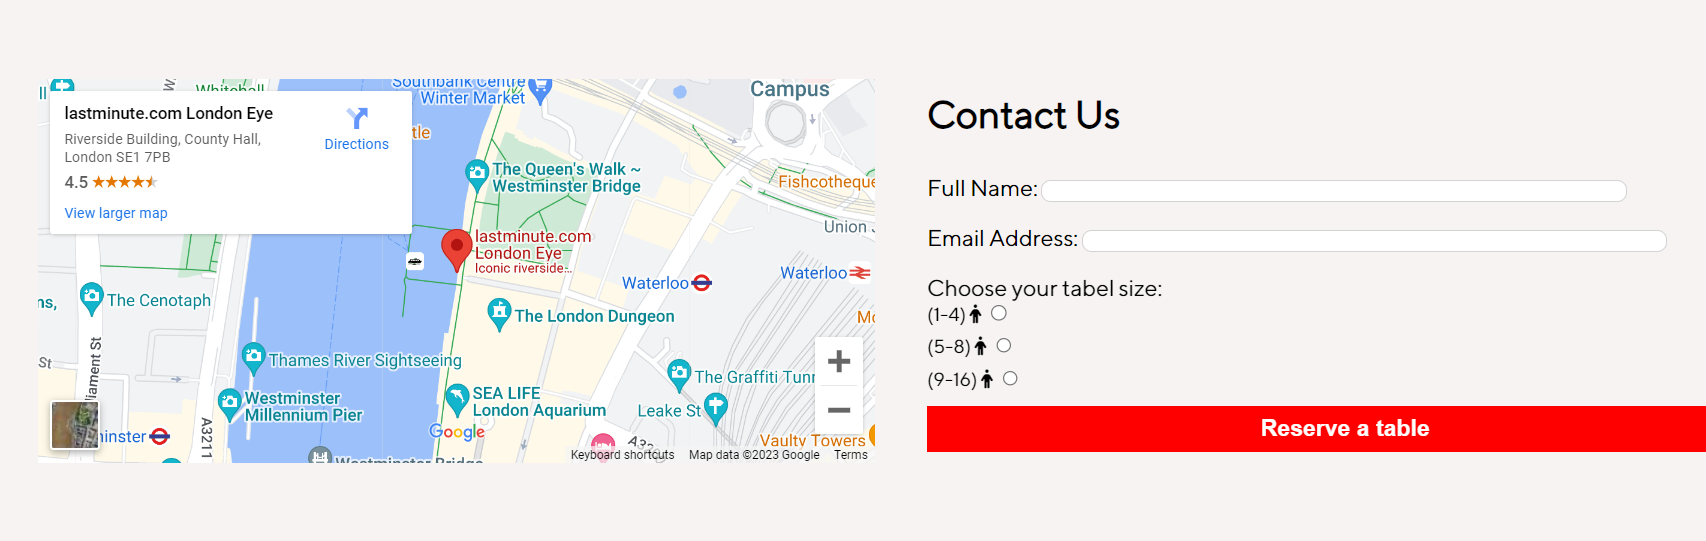 Whitehall
Southbank Centre
Winter Market
Campus
lastminute.com London Eye
Riverside Building, County Hall,
London SE1 7PB
Directions
4.5
View larger map
The Queen's Walk ~
Westminster Bridge
Fishcotheque
Union
lastminute.com
London Eye
Iconic riverside...
Waterloo
Waterloo
The Cenotaph
The London Dungeon
St
Thames River Sightseeing
The Graffiti
SEA LIFE
London Aquarium
Westminster
Millennium Pier
Leake St
A3211
Google
Vaulty Towers
Westminster Bridge
Keyboard shortcuts Map data ©2023 Google Terms
Contact Us
Full Name:
Email Address:
Choose your tabel size:
(1-4)
(5-8)
(9-16)
Reserve a table